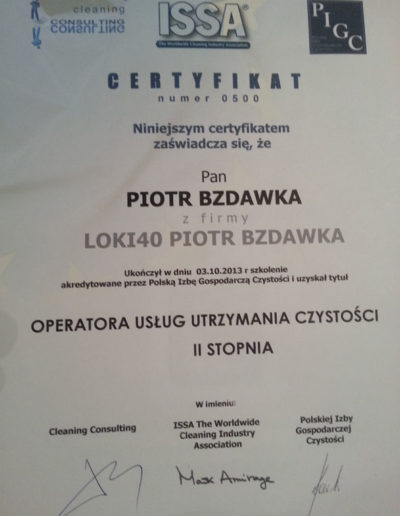 cleaning
CONSULTING
ISSA®
The Worldwide Cleaning Industry Association
PIGC
CERTYFIKAT
numer 0500
Niniejszym certyfikatem
zaświadcza się, że
Pan
PIOTR BZDAWKA
z firmy
LOKI40 PIOTR BZDAWKA
Ukończył w dniu 03.10.2013 r szkolenie
akredytowane przez Polską Izbę Gospodarczą Czystości i uzyskał tytuł
OPERATORA USŁUG UTRZYMANIA CZYSTOŚCI
II STOPNIA
W imieniu:
Cleaning Consulting
ISSA The Worldwide
Cleaning Industry
Association
Polskiej Izby
Gospodarczej
Czystości